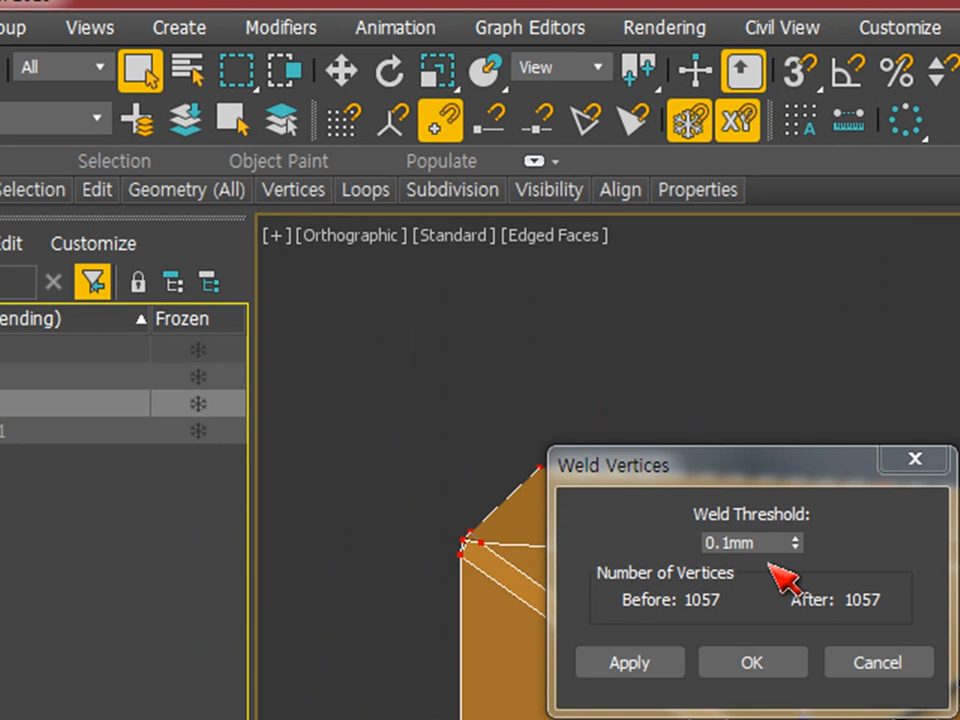 oup Views Create Modifiers Animation Graph Editors Rendering Civil View Customize
All View
Selection Object Paint Populate
Selection Edit Geometry (All) Vertices Loops Subdivision Visibility Align Properties
[+][Orthographic][Standard][Edged Faces]
dit Customize
ending) Frozen
1
Weld Vertices
Weld Threshold:
0.1mm
Number of Vertices
Before: 1057 After: 1057
Apply OK Cancel